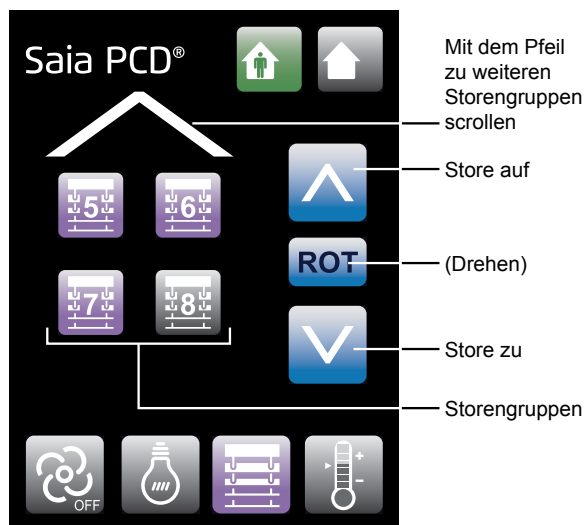 Saia PCD®
Mit dem Pfeil
zu weiteren
Storengruppen
scrollen
Store auf
5
6
ROT
(Drehen)
7
8
Store zu
Storengruppen
OFF
+
-